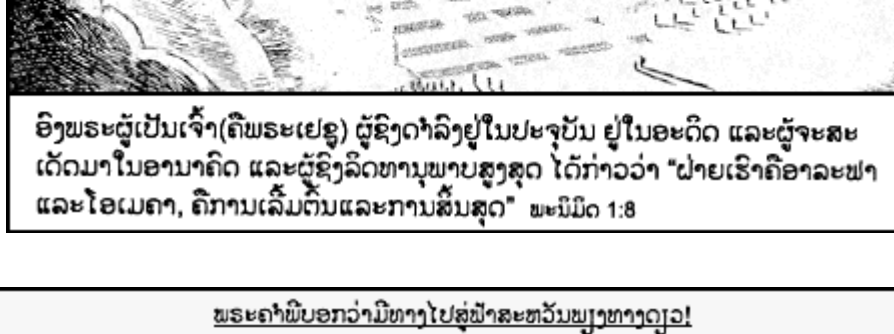 ອົງພຣະຜູ້ເປັນເຈົ້າ(ຄືພຣະເຢຊູ) ຜູ້ຊົງດຳລົງຢູ່ໃນປະຈຸບັນ ຢູ່ໃນອະດິດ ແລະຜູ້ຈະສະ
ເດັດມາໃນອານາຄົດ ແລະຜູ້ຊົງລິດທານຸພາບສູງສຸດ ໄດ້ກ່າວວ່າ “ຝ່າຍເຮົາຄືອາລະຟາ
ແລະໂອເມຄາ, ຄືການເລີ້ມຕົ້ນແລະການສິ້ນສຸດ” ພະນິມິດ 1:8
ພຣະຄຳພີບອກວ່າມີທາງໄປສູ່ຟ້າສະຫວັນພຽງທາງດຽວ!